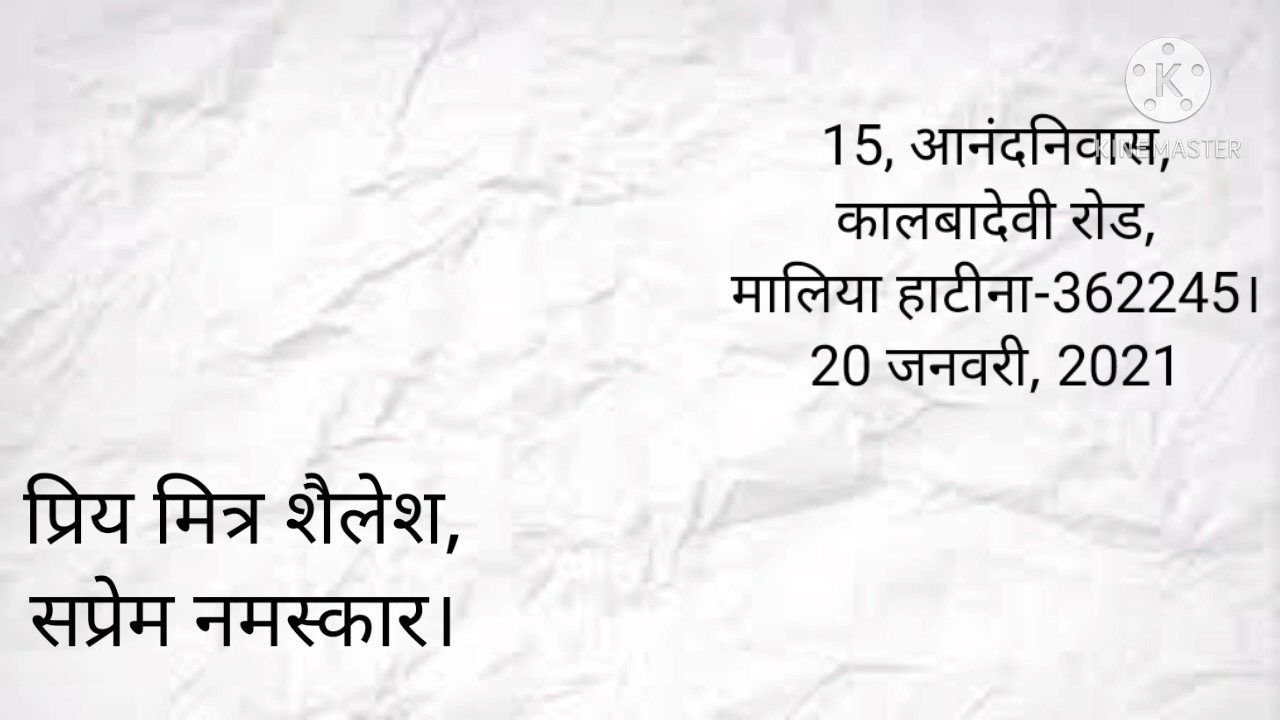 K
KINEMASTER
15, आनंदनिवास,
कालबादेवी रोड,
मालिया हाटीना-362245।
20 जनवरी, 2021
प्रिय मित्र शैलेश,
सप्रेम नमस्कार।